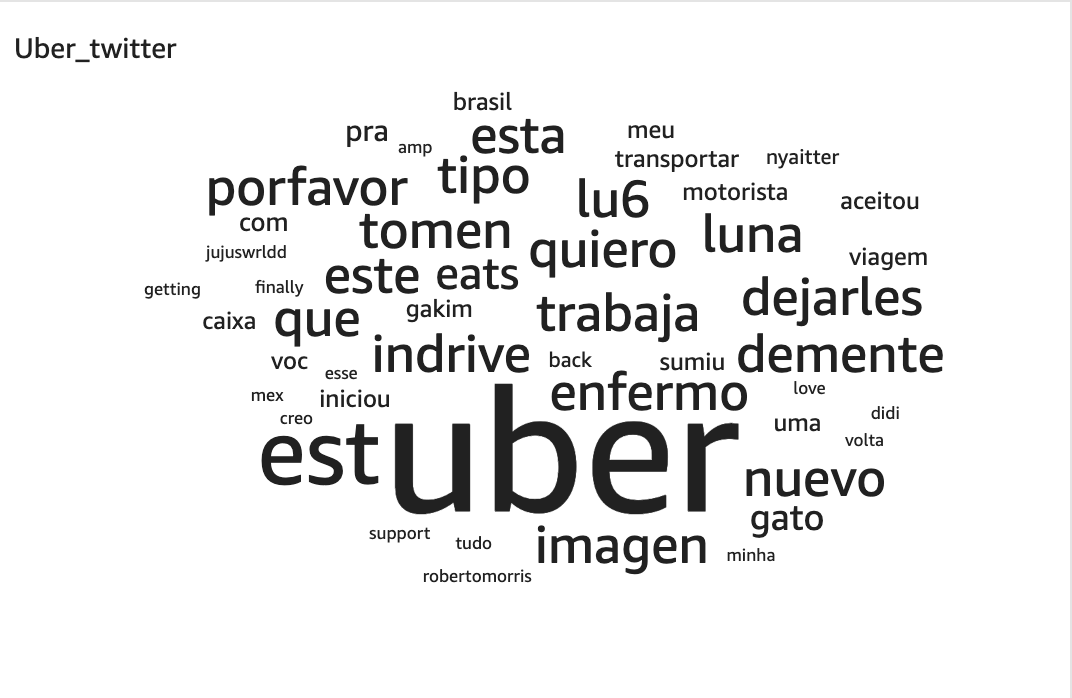 Uber_twitter
brasil
pra amp esta meu
transportar nyaitter
porfavor tipo lu6 motorista aceitou
com tomen quiero luna
jujuswrldd este eats viagem
getting finally gakim trabaja dejarles
caixa que
voc esse indrive back sumiu demente
mex creo iniciou enfermo love didi
est uber uma volta
nuevo
gato
support tudo imagen minha
robertomorris